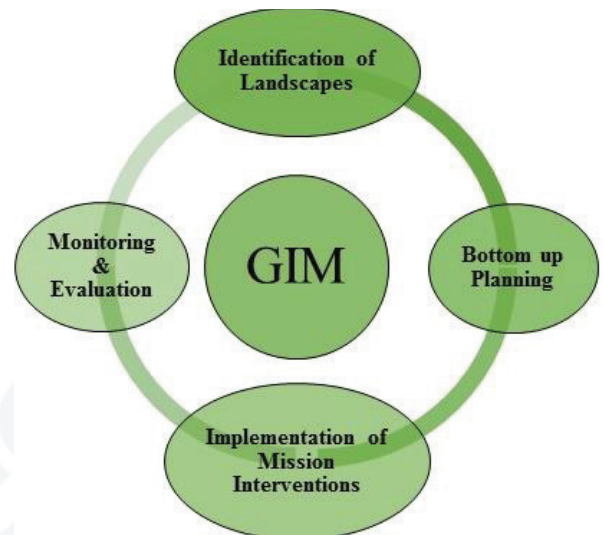 Identification of
Landscapes
Monitoring
&
Evaluation
GIM
Bottom up
Planning
Implementation of
Mission
Interventions